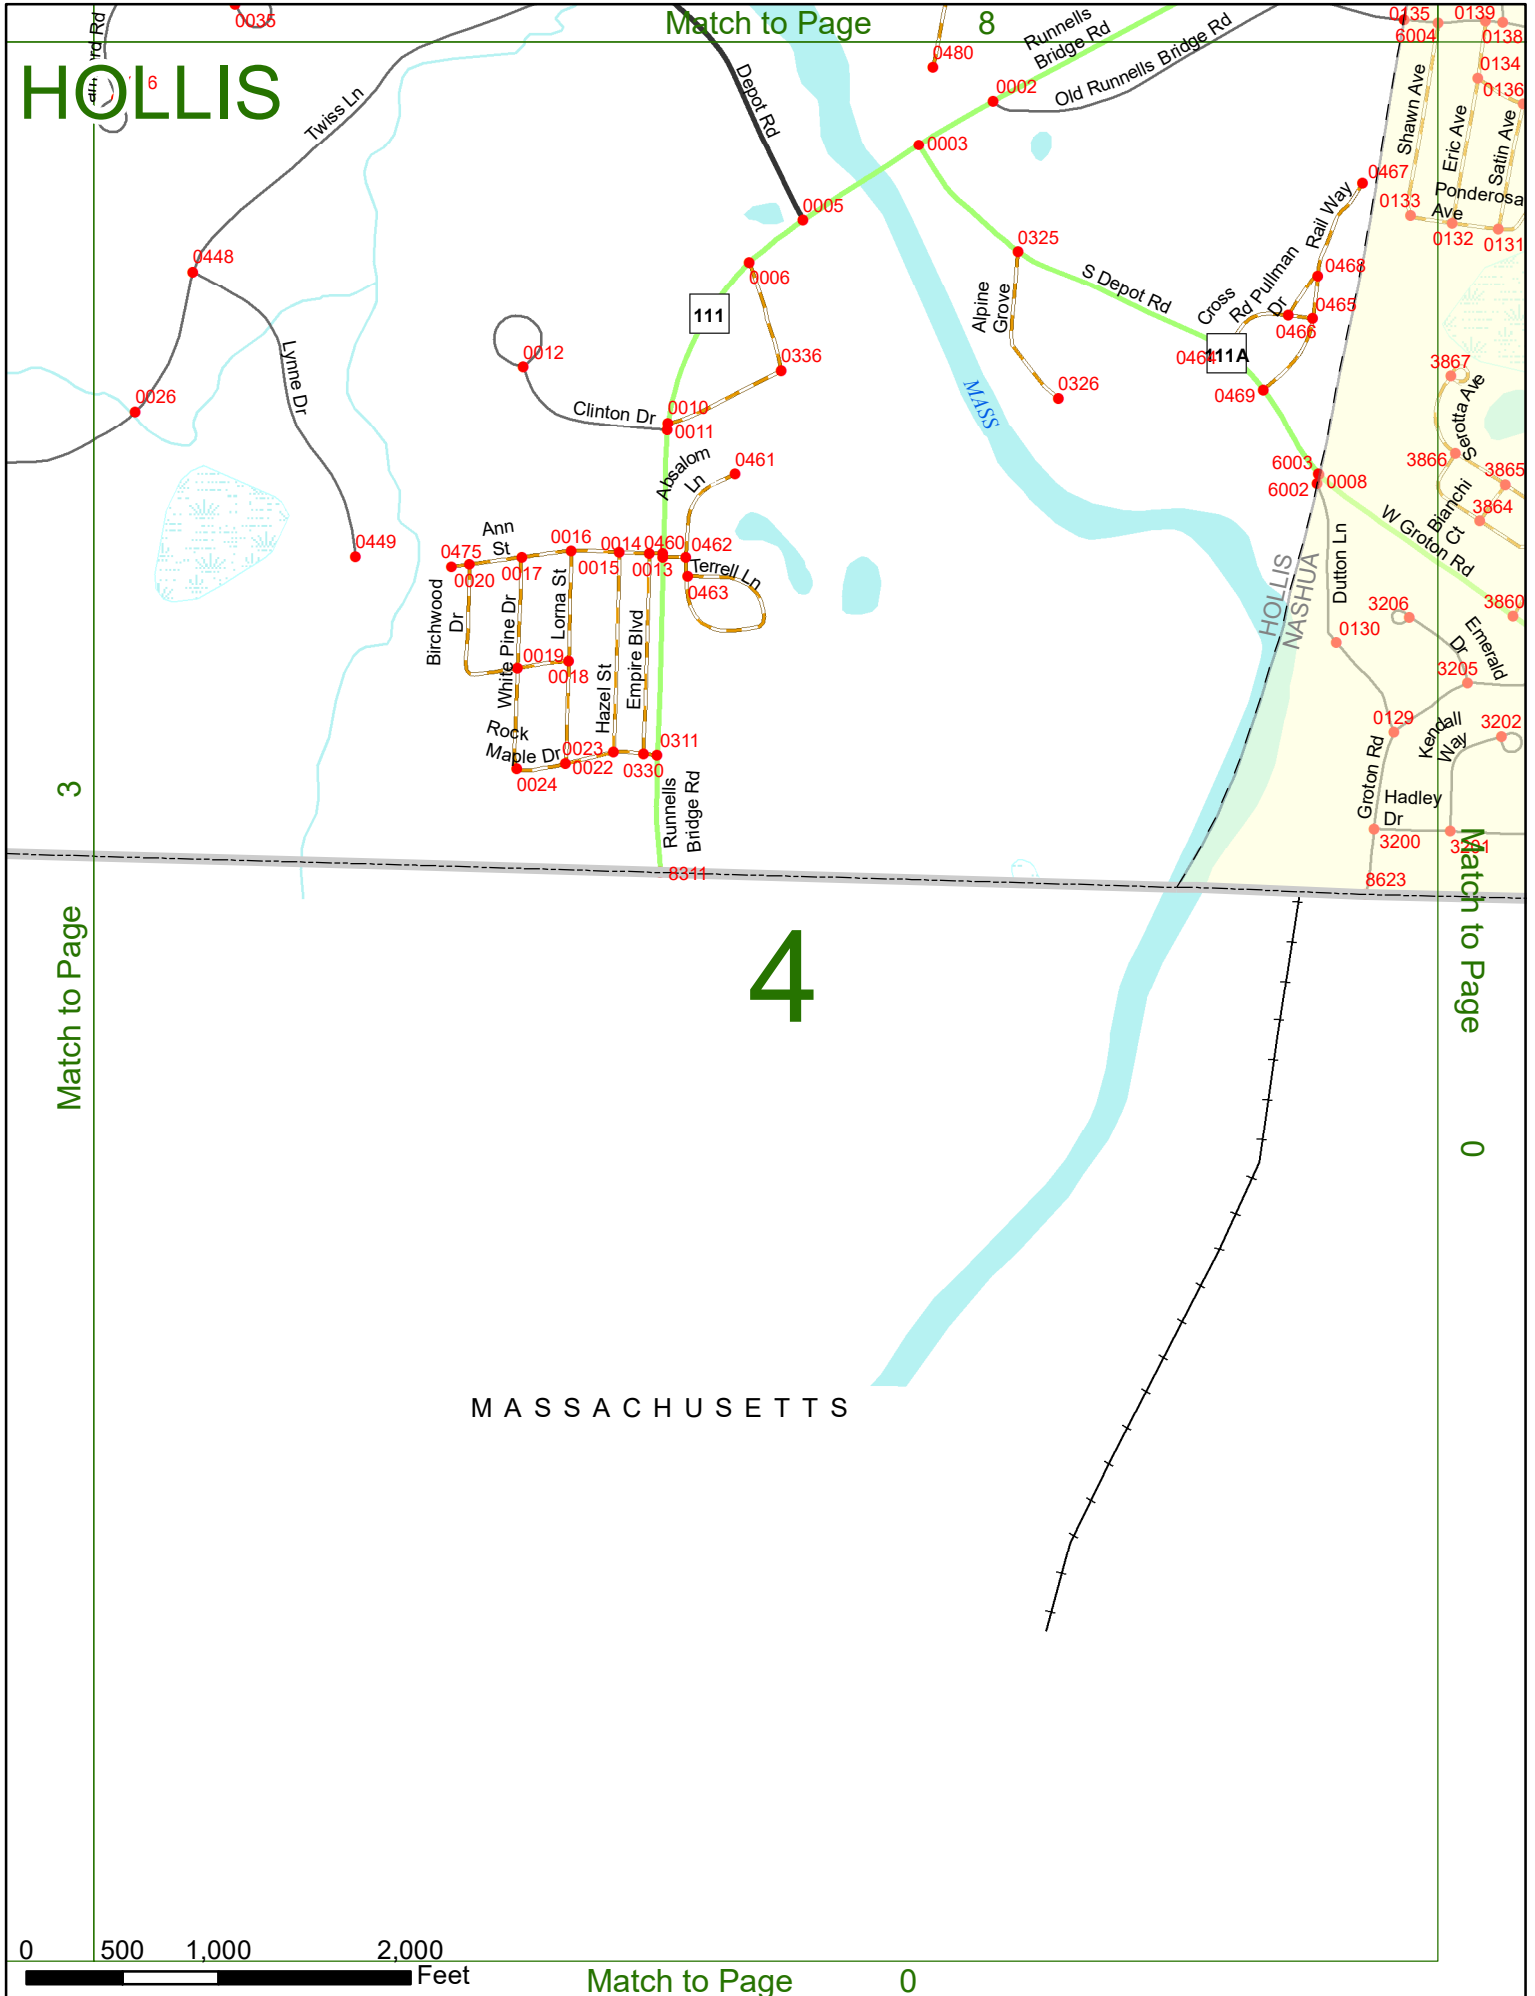 Match to Page 8
HOLLIS
0035
6
Twiss Ln
Depot Rd
0480
Runnells
Bridge Rd
0002
Old Runnells Bridge Rd
0135
6004
0139
0138
0134
0136
Shawn Ave
Eric Ave
Satin Ave
Ponderosa
Ave
0133
0132
0131
0003
0005
0006
0467
Rail Way
0468
0465
0466
Cross
Rd
Pullman
Dr
0325
Alpine
Grove
S Depot Rd
0326
111
111A
0464
0469
0448
0026
Lynne Dr
0449
0012
Clinton Dr
0336
0010
0011
Absalom
Ln
0461
MASS
6003
6002
0008
3867
Scarotta Ave
3866
3865
Bianchi
Ct
3864
W Groton Rd
3860
Ann
St
0475
0020
0017
0016
0015
0014
0460
0013
0462
Terrell Ln
0463
Birchwood
Dr
White Pine Dr
Lorna St
0019
0018
Hazel St
Empire Blvd
Rock
Maple Dr
0023
0022
0024
0330
0311
Runnells
Bridge Rd
8311
HOLLIS
NASHUA
Dutton Ln
0130
3206
Emerald
Dr
3205
0129
Kendall
Way
3202
Groton Rd
Hadley
Dr
3200
3201
8623
Match to Page 3
Match to Page 0
4
MASSACHUSETTS
0 500 1,000 2,000
Feet
Match to Page 0